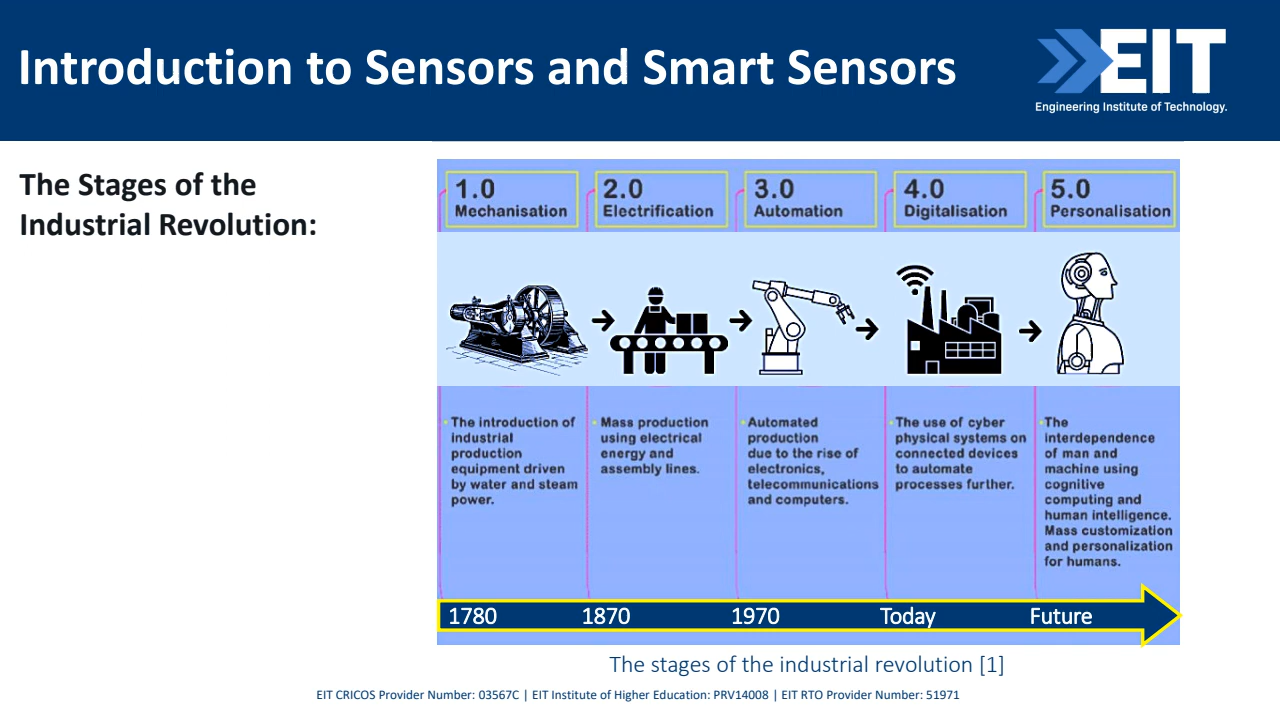 Introduction to Sensors and Smart Sensors
EIT
Engineering Institute of Technology.
The Stages of the
Industrial Revolution:
1.0
Mechanisation
2.0
Electrification
3.0
Automation
4.0
Digitalisation
5.0
Personalisation
The introduction of
industrial
production
equipment driven
by water and steam
power.
Mass production
using electrical
energy and
assembly lines.
Automated
production
due to the rise of
electronics,
telecommunications
and computers.
The use of cyber
physical systems on
connected devices
to automate
processes further.
The
interdependence
of man and
machine using
cognitive
computing and
human intelligence.
Mass customization
and personalization
for humans.
1780
1870
1970
Today
Future
The stages of the industrial revolution [1]
EIT CRICOS Provider Number: 03567C | EIT Institute of Higher Education: PRV14008 | EIT RTO Provider Number: 51971